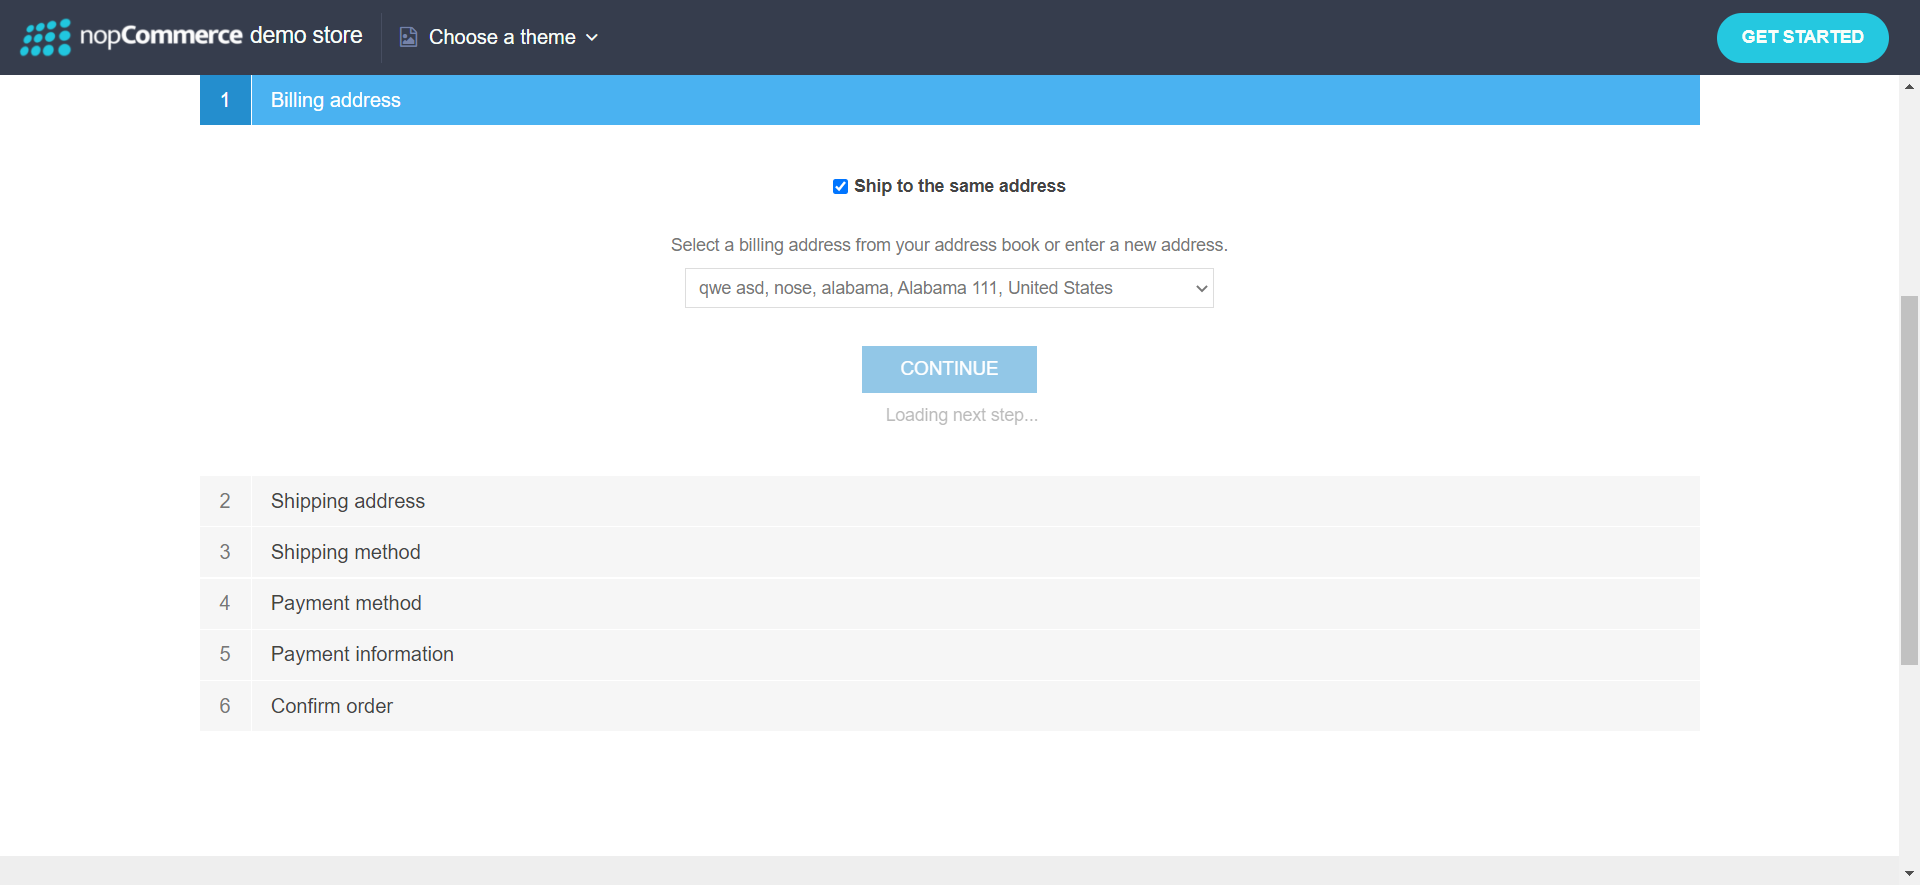 nopCommerce demo store Choose a theme GET STARTED
1 Billing address
Ship to the same address
Select a billing address from your address book or enter a new address.
qwe asd, nose, alabama, Alabama 111, United States
CONTINUE
Loading next step...
2 Shipping address
3 Shipping method
4 Payment method
5 Payment information
6 Confirm order